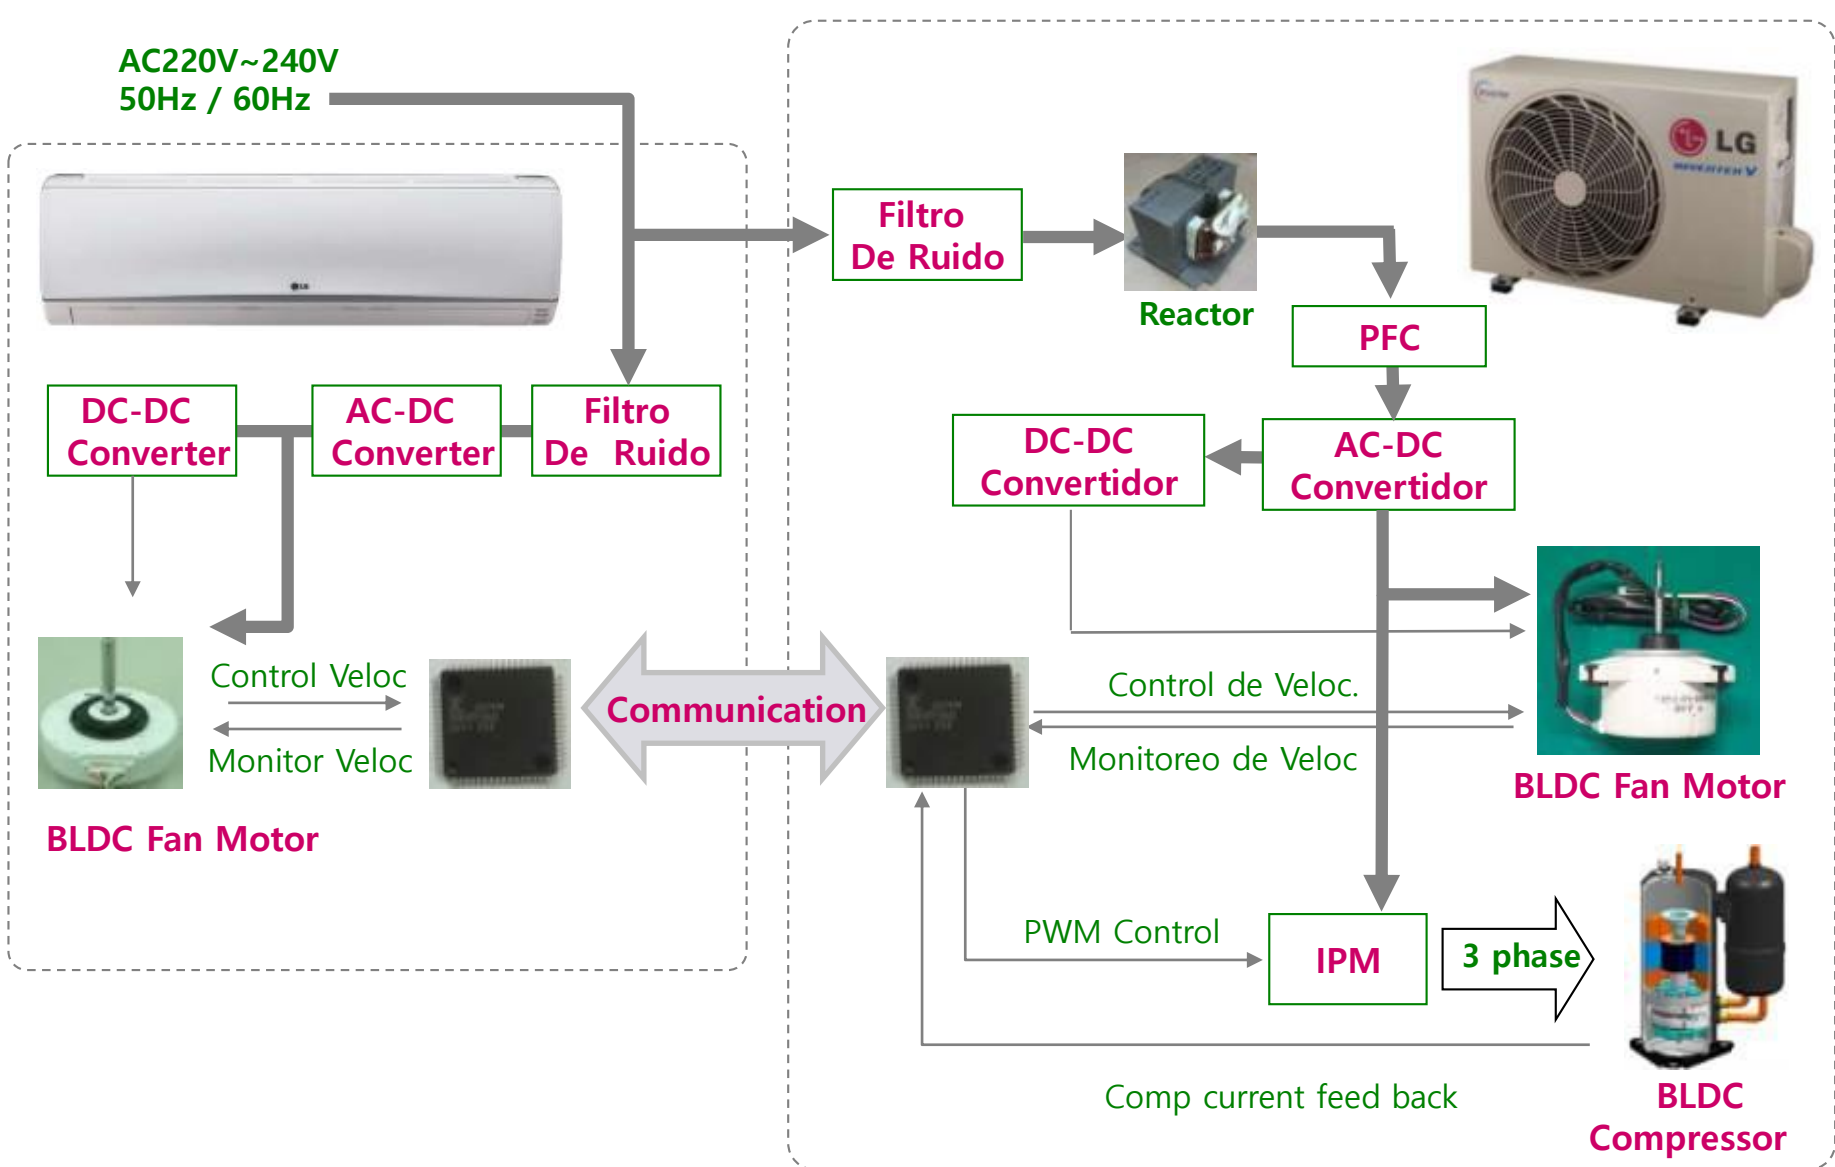 AC220V~240V
50Hz / 60Hz
LG
INVERTER V
LG
Filtro
De Ruido
Reactor
PFC
DC-DC
Converter
AC-DC
Converter
Filtro
De Ruido
DC-DC
Convertidor
AC-DC
Convertidor
Control Veloc
Monitor Veloc
Communication
Control de Veloc.
Monitoreo de Veloc
BLDC Fan Motor
BLDC Fan Motor
PWM Control
IPM
3 phase
Comp current feed back
BLDC
Compressor